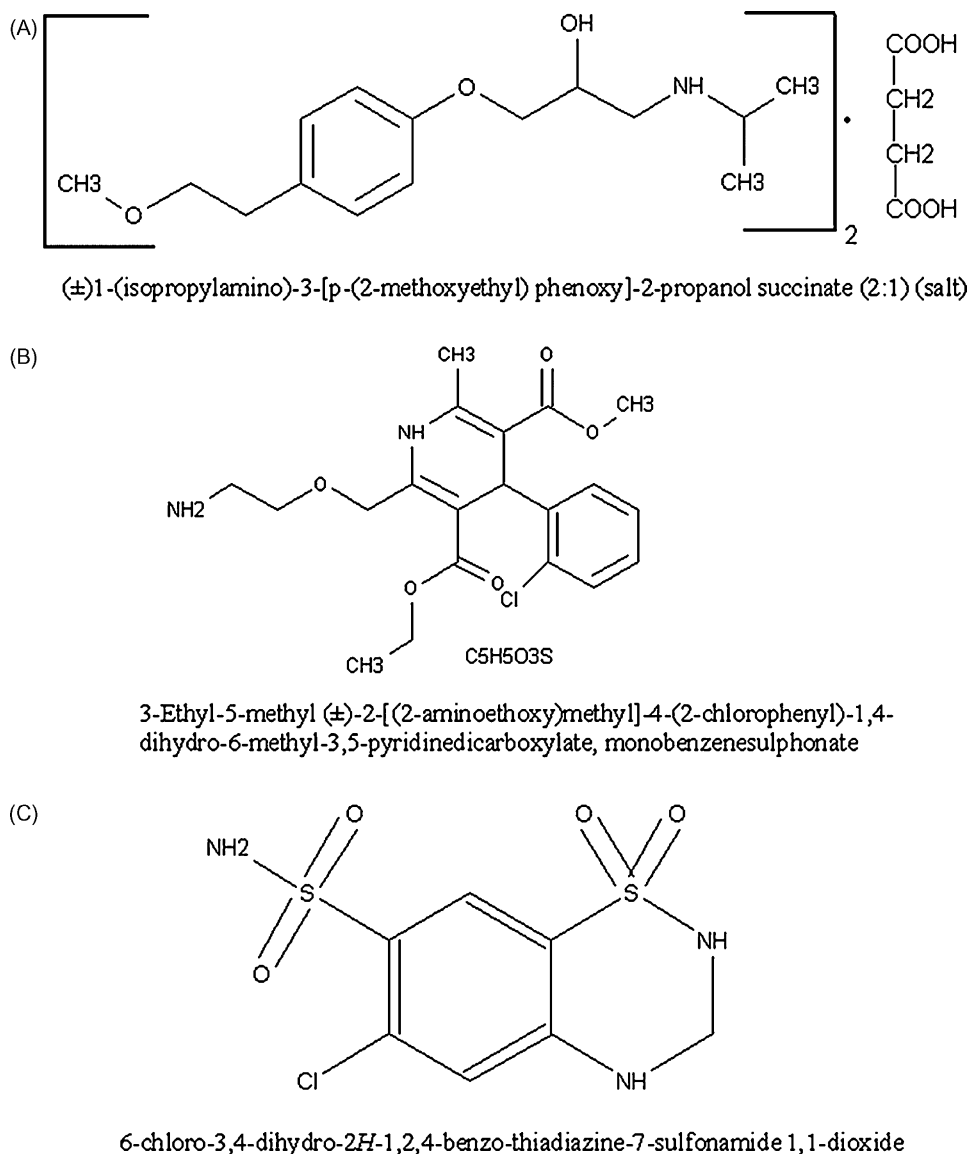 (A)
OH
O
NH
CH3
CH3
CH3
O
2
•
COOH
CH2
CH2
COOH
(±)1-(isopropylamino)-3-[p-(2-methoxyethyl) phenoxy]-2-propanol succinate (2:1) (salt)
(B)
CH3
O
NH
O
CH3
NH2
O
O
O
Cl
CH3
C5H5O3S
3-Ethyl-5-methyl (±)-2-[(2-aminoethoxy)methyl]-4-(2-chlorophenyl)-1,4-
dihydro-6-methyl-3,5-pyridinedicarboxylate, monobenzenesulphonate
(C)
O
O
O
NH2
S
S
NH
O
Cl
NH
6-chloro-3,4-dihydro-2H-1,2,4-benzo-thiadiazine-7-sulfonamide 1,1-dioxide